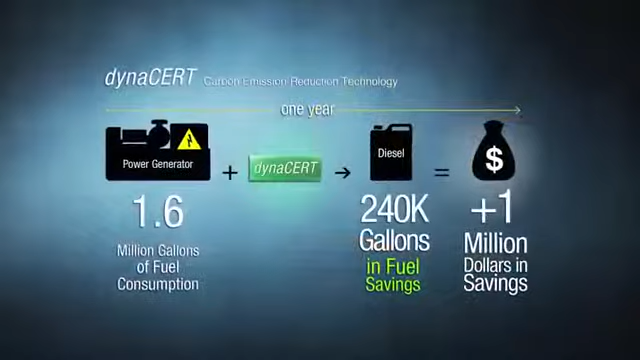 dynaCERT Carbon Emission Reduction Technology
one year
Power Generator
+
dynaCERT
→
Diesel
=
$
1.6
Million Gallons
of Fuel
Consumption
240K
Gallons
in Fuel
Savings
+1
Million
Dollars in
Savings